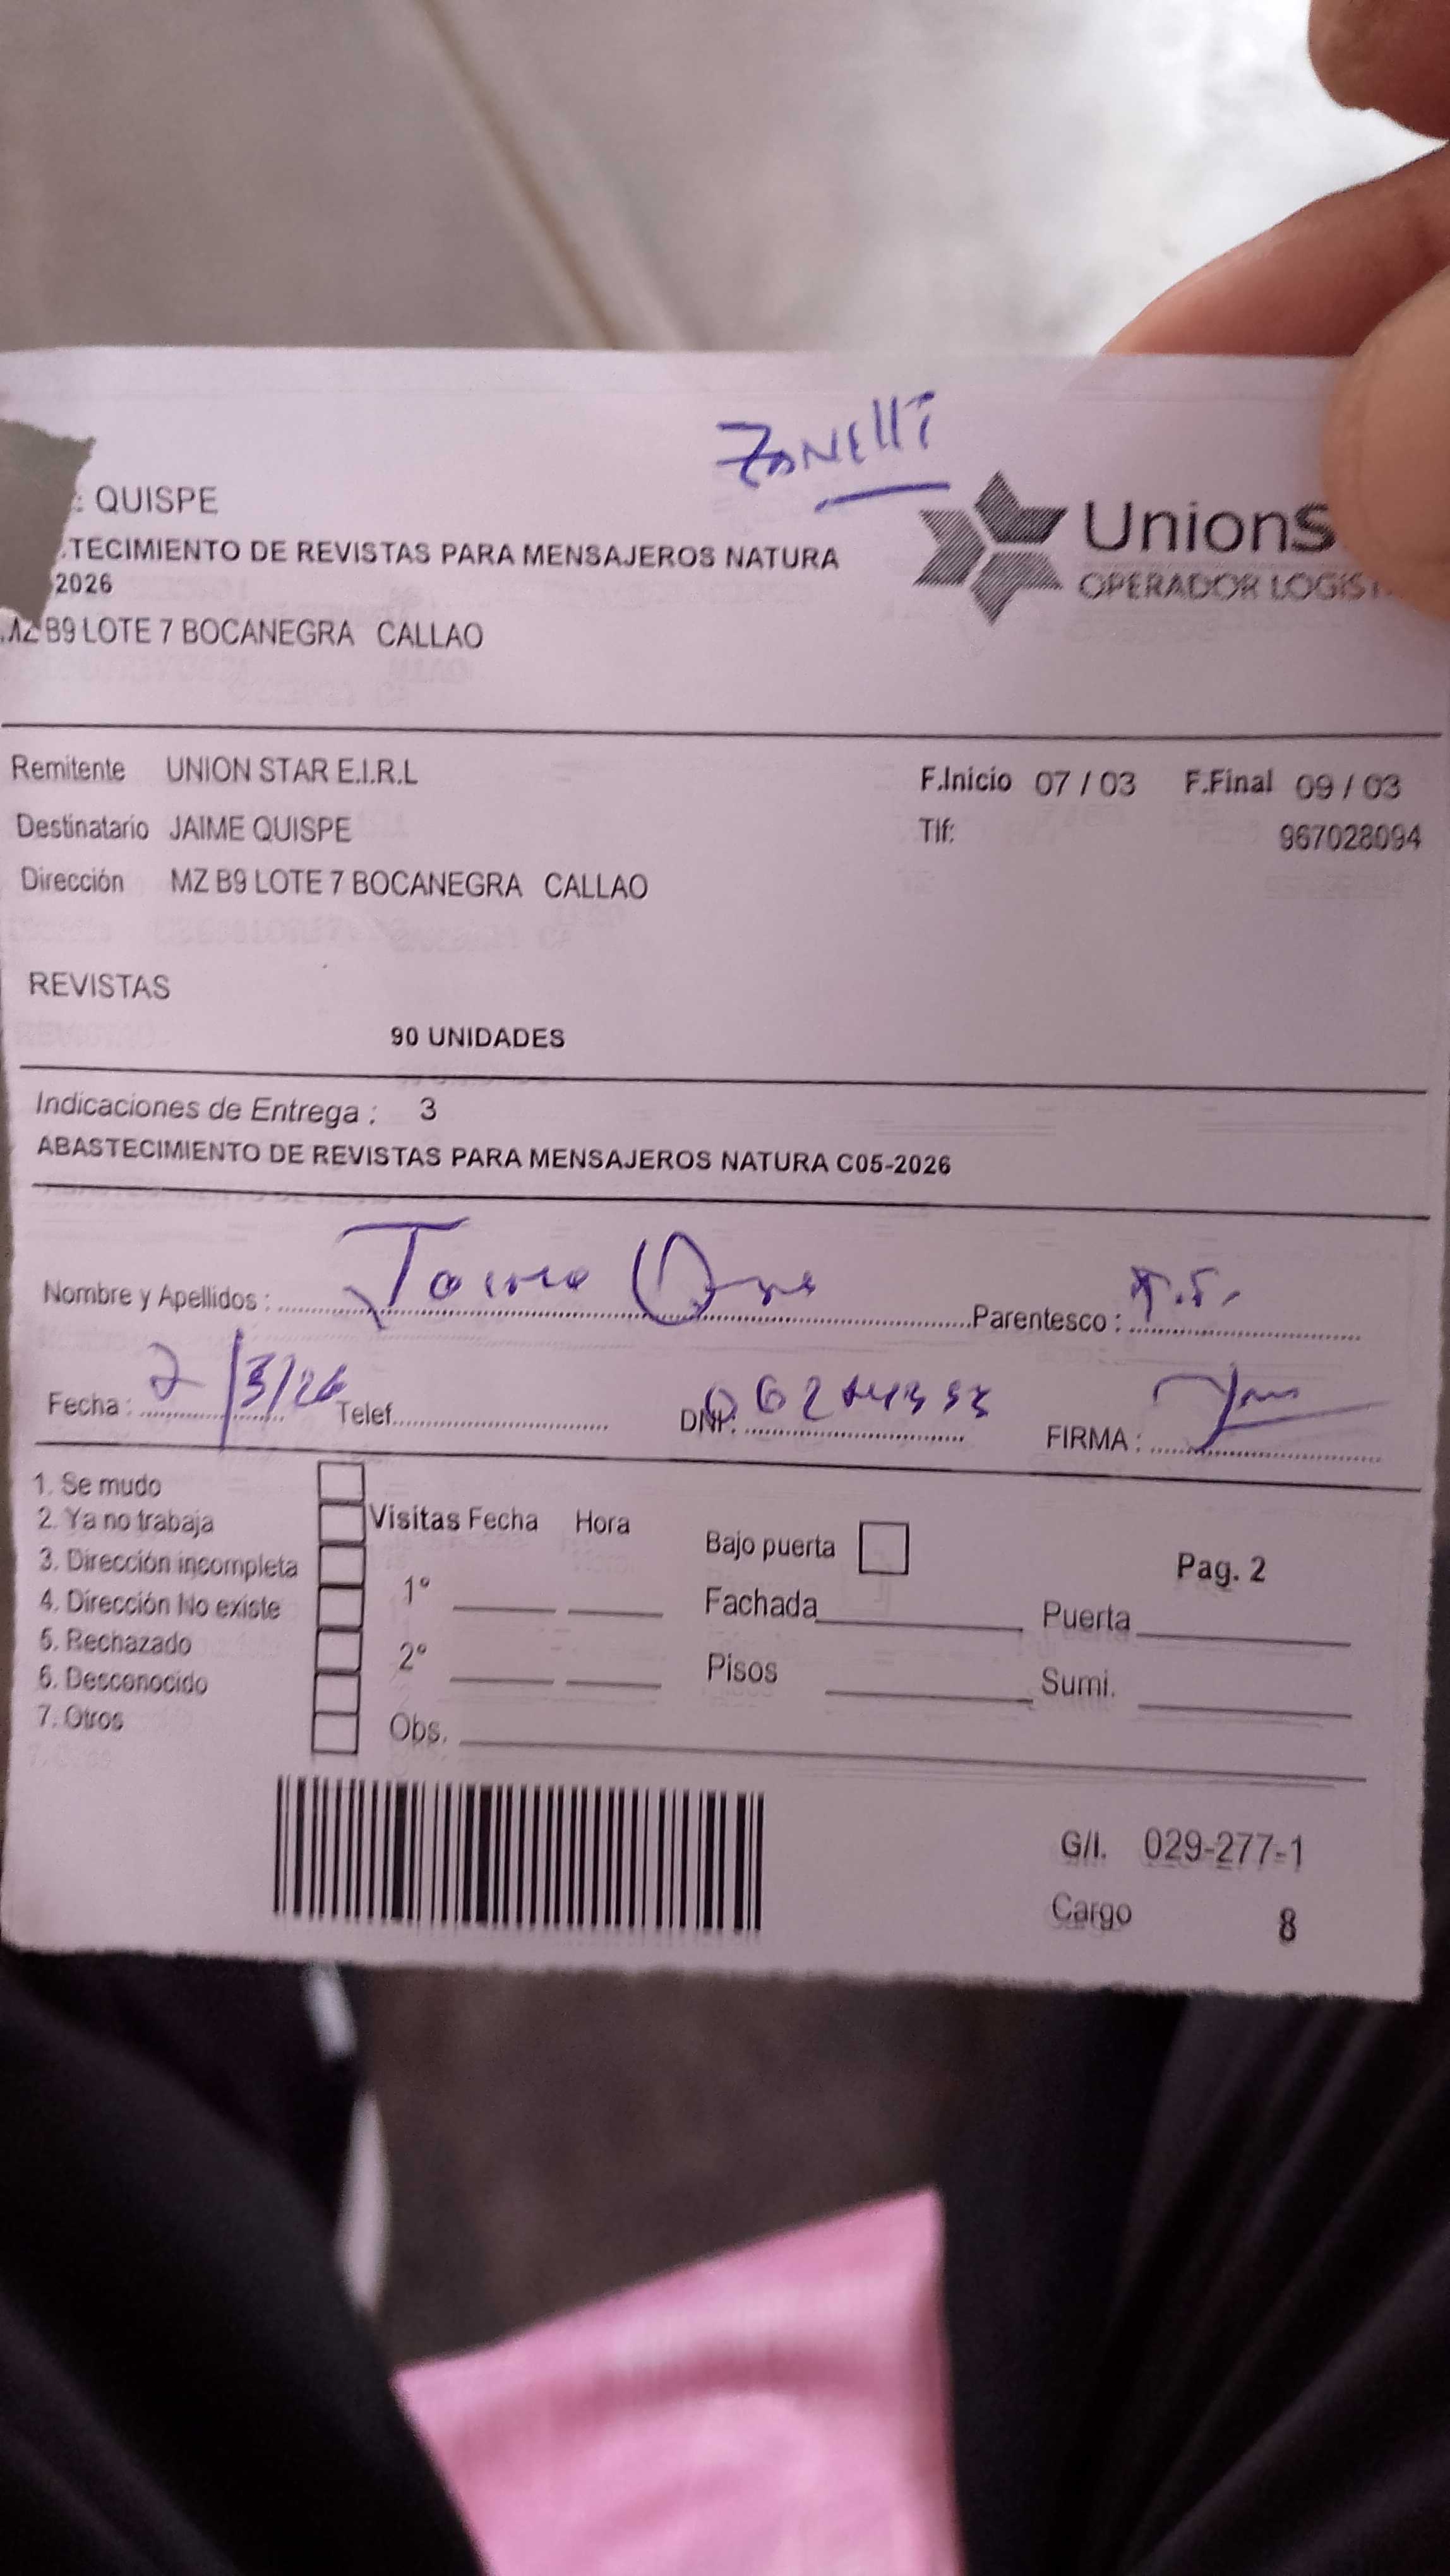 Zanelli
: QUISPE
TECIMIENTO DE REVISTAS PARA MENSAJEROS NATURA
2026
MZ B9 LOTE 7 BOCANEGRA CALLAO
UnionS
OPERADOR LOGIST
Remitente UNION STAR E.I.R.L F.Inicio 07 / 03 F.Final 09 / 03
Destinatario JAIME QUISPE Tlf: 967028094
Dirección MZ B9 LOTE 7 BOCANEGRA CALLAO
REVISTAS
90 UNIDADES
Indicaciones de Entrega : 3
ABASTECIMIENTO DE REVISTAS PARA MENSAJEROS NATURA C05-2026
Nombre y Apellidos : Parentesco :
Fecha : 2/3/26 Telef. DNI: FIRMA :
1. Se mudo
2. Ya no trabaja
3. Dirección incompleta
4. Dirección No existe
5. Rechazado
6. Desconocido
7. Otros
Visitas Fecha Hora
1°
2°
Obs.
Bajo puerta
Fachada Puerta
Pisos Sumi.
Pag. 2
G/I. 029-277-1
Cargo 8